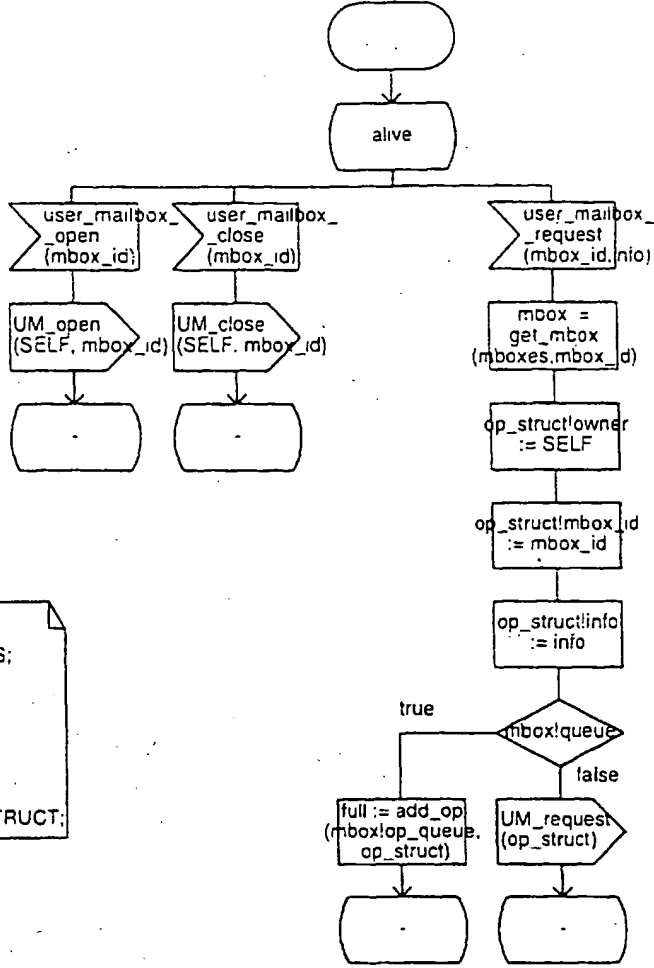 alive
user_mailbox_
_open
(mbox_id)
user_mailbox_
_close
(mbox_id)
user_mailbox_
_request
(mbox_id,info)
UM_open
(SELF, mbox_id)
UM_close
(SELF, mbox_id)
mbox =
get_mbox
(mboxes,mbox_id)
-
-
op_struct!owner
:= SELF
op_struct!mbox_id
:= mbox_id
S;
TRUCT;
op_struct!info
:= info
true
mbox!queue
false
full := add_op
(mbox!op_queue,
op_struct)
UM_request
(op_struct)
-
-